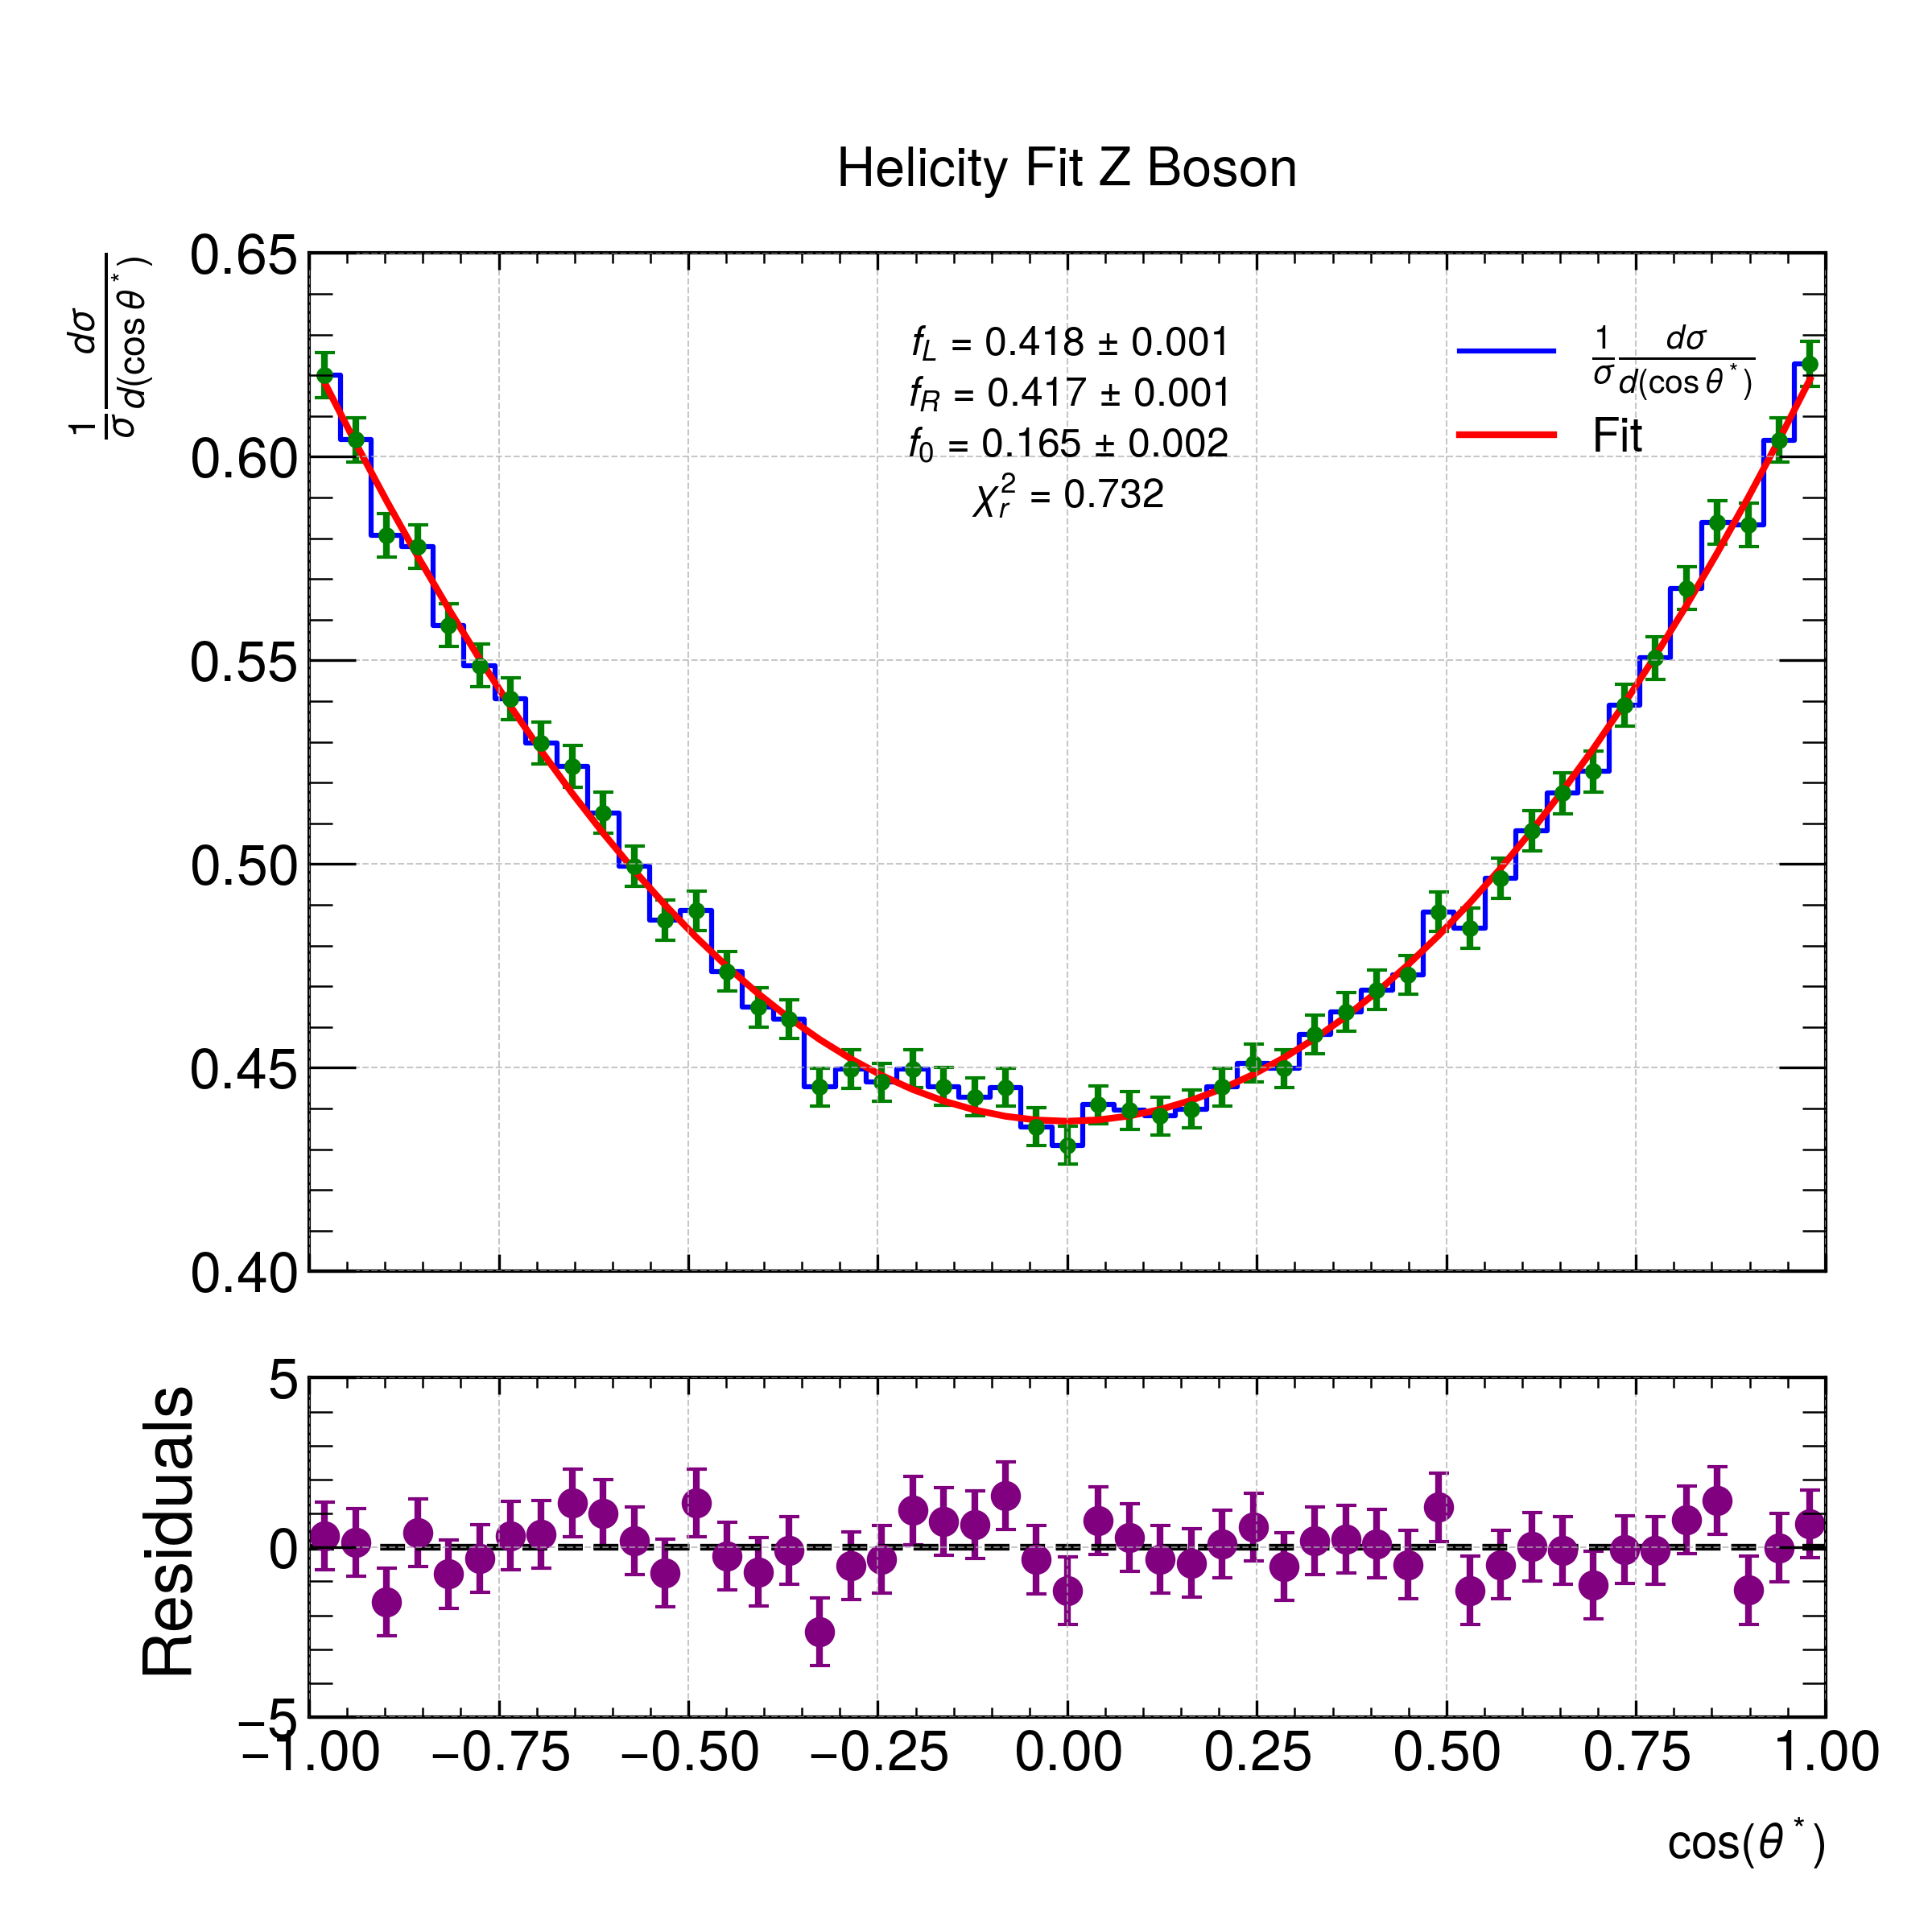 Helicity Fit Z Boson
1/σ dσ/d(cos θ*)
0.65
0.60
0.55
0.50
0.45
0.40
f_L = 0.418 ± 0.001
f_R = 0.417 ± 0.001
f_0 = 0.165 ± 0.002
χ_r^2 = 0.732
1/σ dσ/d(cos θ*)
Fit
Residuals
5
0
−5
−1.00 −0.75 −0.50 −0.25 0.00 0.25 0.50 0.75 1.00
cos(θ*)